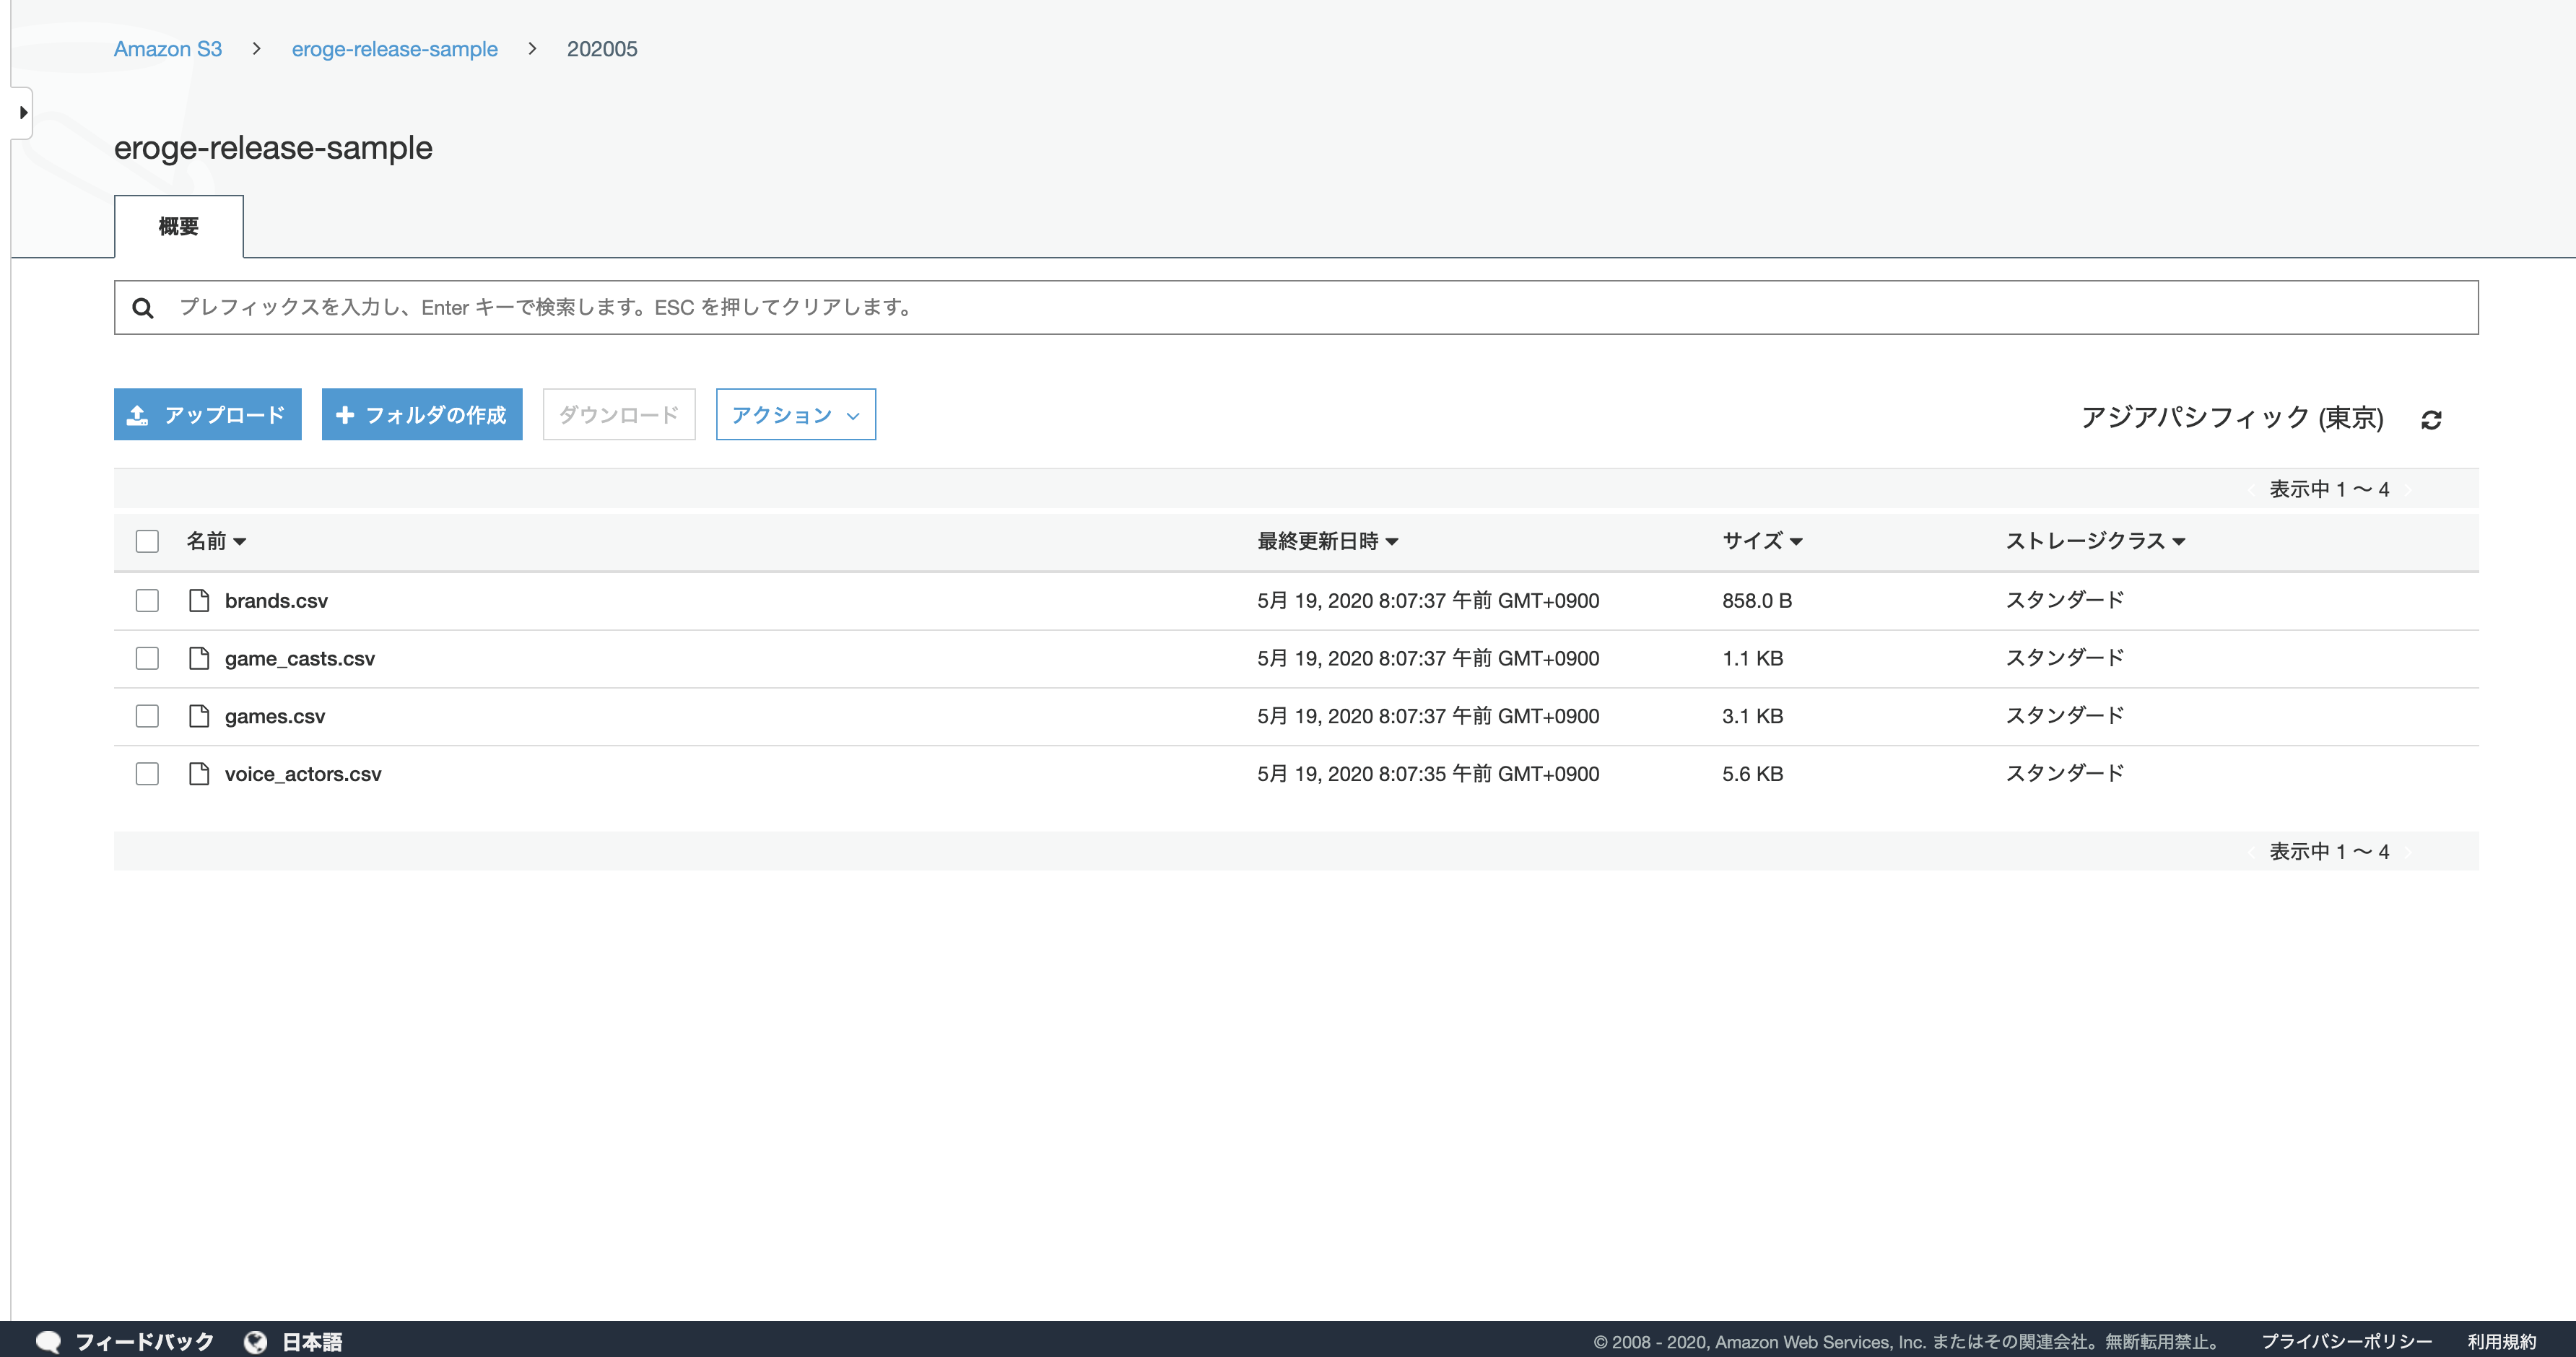 Amazon S3 > eroge-release-sample > 202005
eroge-release-sample
概要
プレフィックスを入力し、Enter キーで検索します。ESC を押してクリアします。
アップロード フォルダの作成 ダウンロード アクション アジアパシフィック (東京)
表示中 1 〜 4
名前 最終更新日時 サイズ ストレージクラス
brands.csv 5月 19, 2020 8:07:37 午前 GMT+0900 858.0 B スタンダード
game_casts.csv 5月 19, 2020 8:07:37 午前 GMT+0900 1.1 KB スタンダード
games.csv 5月 19, 2020 8:07:37 午前 GMT+0900 3.1 KB スタンダード
voice_actors.csv 5月 19, 2020 8:07:35 午前 GMT+0900 5.6 KB スタンダード
表示中 1 〜 4
フィードバック 日本語 © 2008 - 2020, Amazon Web Services, Inc. またはその関連会社。無断転用禁止。 プライバシーポリシー 利用規約